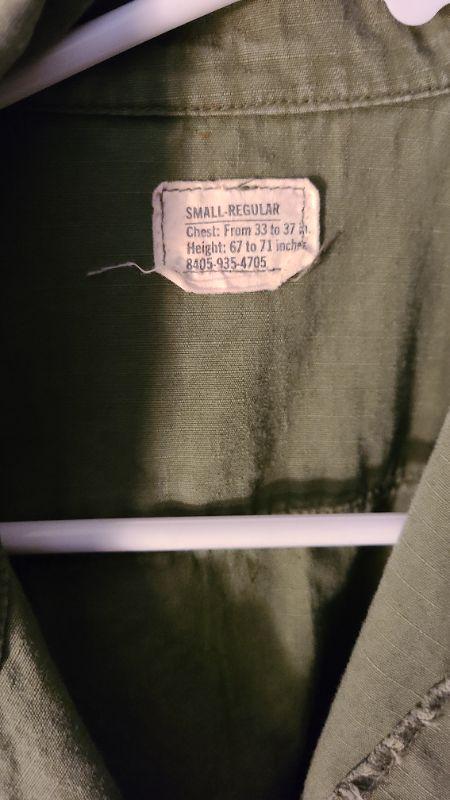 SMALL-REGULAR
Chest: From 33 to 37 in.
Height: 67 to 71 inches
8405-935-4705